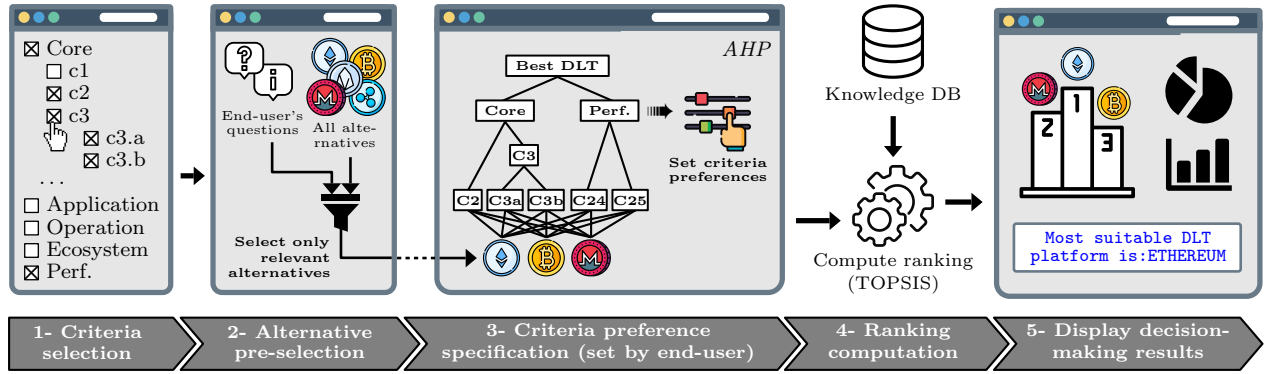 Core
c1
c2
c3
c3.a
c3.b
...
Application
Operation
Ecosystem
Perf.
?
i
End-user's
questions
All alte-
rnatives
Select only
relevant
alternatives
AHP
Best DLT
Core
Perf.
C3
C2
C3a
C3b
C24
C25
Set criteria
preferences
Knowledge DB
Compute ranking
(TOPSIS)
1
2
3
Most suitable DLT
platform is:ETHEREUM
1- Criteria
selection
2- Alternative
pre-selection
3- Criteria preference
specification (set by end-user)
4- Ranking
computation
5- Display decision-
making results